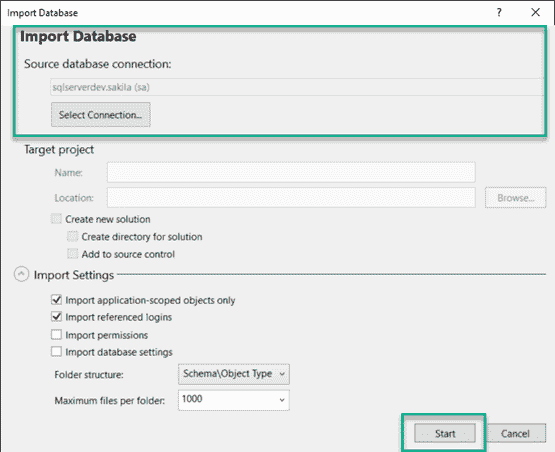 Import Database
? ×
Import Database
Source database connection:
sqlserverdev.sakila (sa)
Select Connection...
Target project
Name:
Location:
Browse...
Create new solution
Create directory for solution
Add to source control
Import Settings
Import application-scoped objects only
Import referenced logins
Import permissions
Import database settings
Folder structure:
Schema\Object Type
Maximum files per folder:
1000
Start
Cancel